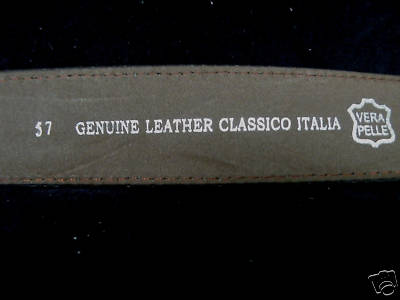 57 GENUINE LEATHER CLASSICO ITALIA
VERA
PELLE